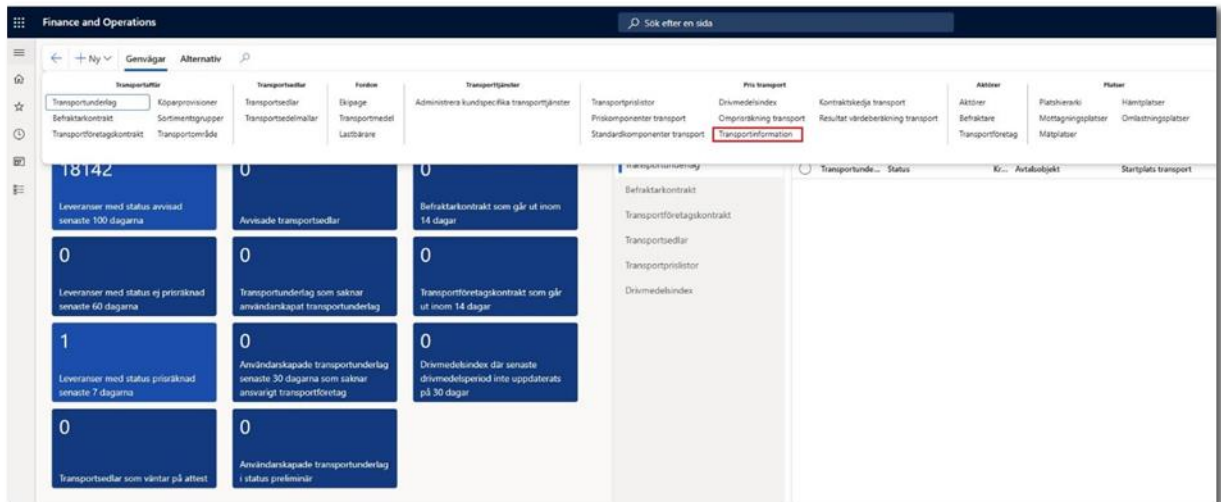 Finance and Operations
Sök efter en sida
Ny
Genvägar
Alternativ
Transportaffär
Transportunderlag
Köparprovisioner
Befraktarkontrakt
Sortimentsgrupper
Transportföretagskontrakt
Transportområde
Transportsedlar
Transportsedlar
Transportsedelmallar
Fordon
Ekipage
Transportmedel
Lastbärare
Transporttjänster
Administrera kundspecifika transporttjänster
Pris transport
Transportprislistor
Drivmedelsindex
Kontraktskedja transport
Priskomponenter transport
Omprisräkning transport
Resultat värdeberäkning transport
Standardkomponenter transport
Transportinformation
Aktörer
Aktörer
Befraktare
Transportföretag
Platser
Platshierarki
Hämtplatser
Mottagningsplatser
Omlastningsplatser
Mätplatser
18142
Leveranser med status avvisad
senaste 100 dagarna
0
Avvisade transportsedlar
0
Befraktarkontrakt som går ut inom
14 dagar
0
Leveranser med status ej prisräknad
senaste 60 dagarna
0
Transportunderlag som saknar
användarskapat transportunderlag
0
Transportföretagskontrakt som går
ut inom 14 dagar
1
Leveranser med status prisräknad
senaste 7 dagarna
0
Användarskapade transportunderlag
senaste 30 dagarna som saknar
ansvarigt transportföretag
0
Drivmedelsindex där senaste
drivmedelsperiod inte uppdaterats
på 30 dagar
0
Transportsedlar som väntar på attest
0
Användarskapade transportunderlag
i status preliminär
Transportunderlag
Befraktarkontrakt
Transportföretagskontrakt
Transportsedlar
Transportprislistor
Drivmedelsindex
Transportunde... Status Kr... Avtalsobjekt Startplats transport